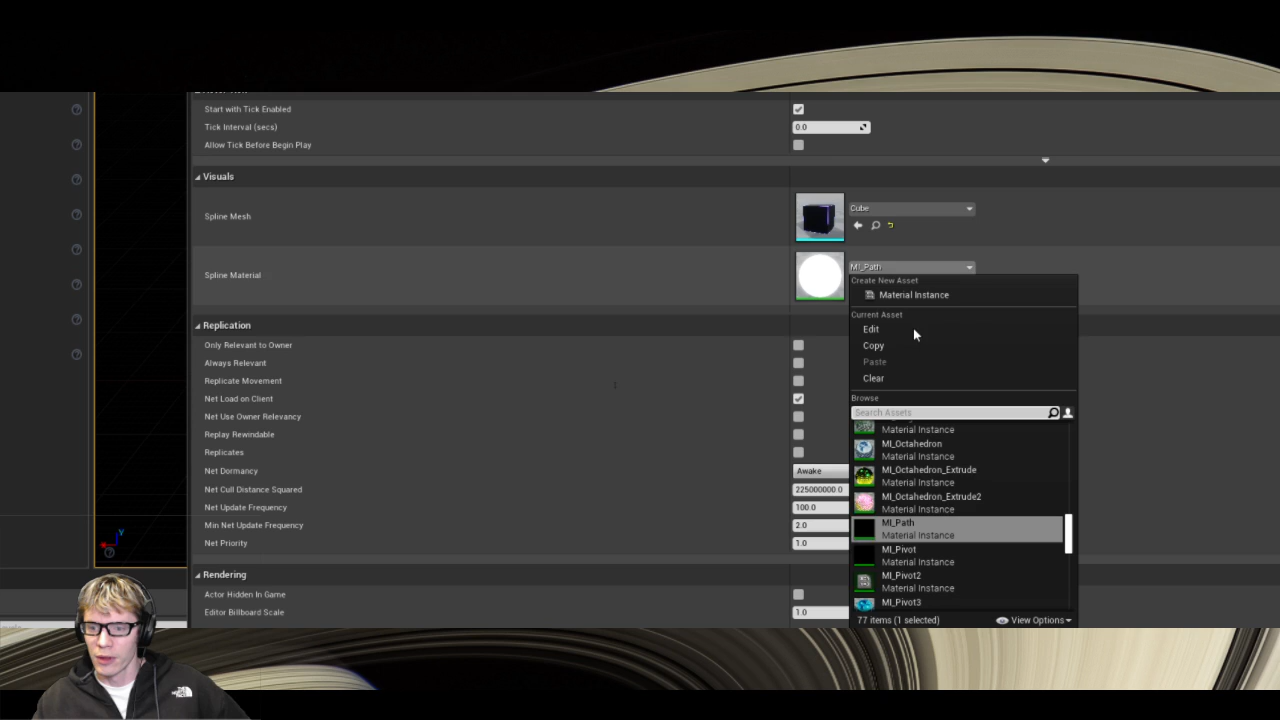 Start with Tick Enabled
Tick Interval (secs)
0.0
Allow Tick Before Begin Play
Visuals
Spline Mesh
Cube
Spline Material
MI_Path
Create New Asset
Material Instance
Current Asset
Edit
Copy
Paste
Clear
Browse
Search Assets
Material Instance
MI_Octahedron
Material Instance
MI_Octahedron_Extrude
Material Instance
MI_Octahedron_Extrude2
Material Instance
MI_Path
Material Instance
MI_Pivot
Material Instance
MI_Pivot2
Material Instance
MI_Pivot3
77 items (1 selected)
View Options
Replication
Only Relevant to Owner
Always Relevant
Replicate Movement
Net Load on Client
Net Use Owner Relevancy
Replay Rewindable
Replicates
Net Dormancy
Awake
Net Cull Distance Squared
225000000.0
Net Update Frequency
100.0
Min Net Update Frequency
2.0
Net Priority
1.0
Rendering
Actor Hidden In Game
Editor Billboard Scale
1.0
Y